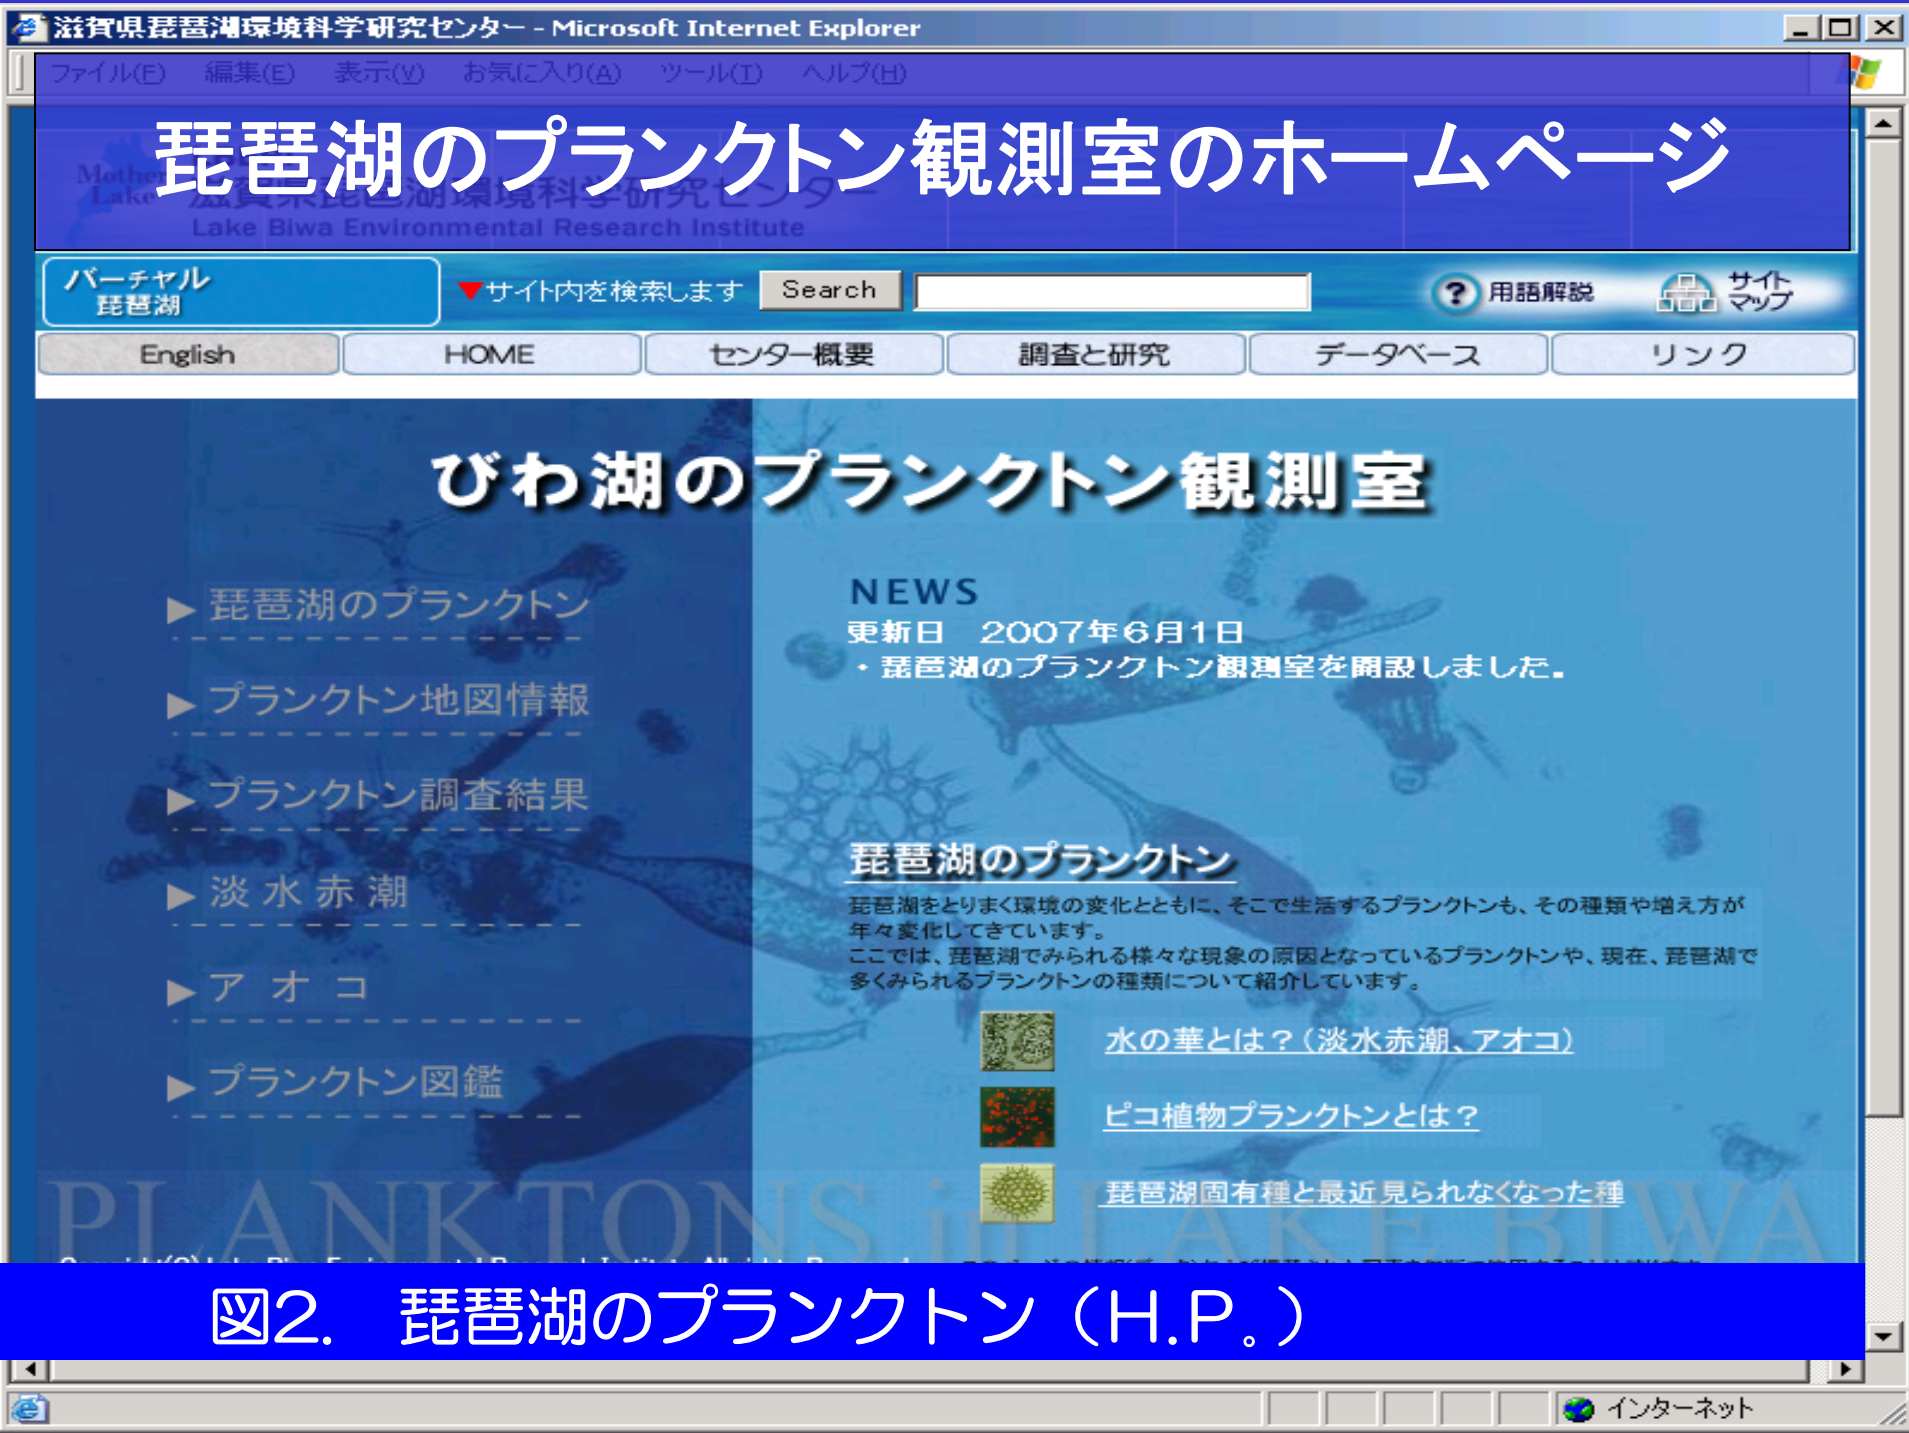 滋賀県琵琶湖環境科学研究センター - Microsoft Internet Explorer
ファイル(F) 編集(E) 表示(V) お気に入り(A) ツール(T) ヘルプ(H)
琵琶湖のプランクトン観測室のホームページ
Mother Lake
滋賀県琵琶湖環境科学研究センター
Lake Biwa Environmental Research Institute
バーチャル
琵琶湖
▼サイト内を検索します Search
? 用語解説
サイト
マップ
English HOME センター概要 調査と研究 データベース リンク
びわ湖のプランクトン観測室
▶ 琵琶湖のプランクトン
▶ プランクトン地図情報
▶ プランクトン調査結果
▶ 淡水赤潮
▶ アオコ
▶ プランクトン図鑑
NEWS
更新日 2007年6月1日
・琵琶湖のプランクトン観測室を開設しました。
琵琶湖のプランクトン
琵琶湖をとりまく環境の変化とともに、そこで生活するプランクトンも、その種類や増え方が
年々変化してきています。
ここでは、琵琶湖でみられる様々な現象の原因となっているプランクトンや、現在、琵琶湖で
多くみられるプランクトンの種類について紹介しています。
水の華とは？(淡水赤潮、アオコ)
ピコ植物プランクトンとは？
琵琶湖固有種と最近見られなくなった種
PLANKTONS in LAKE BIWA
図2. 琵琶湖のプランクトン（H.P。）
インターネット